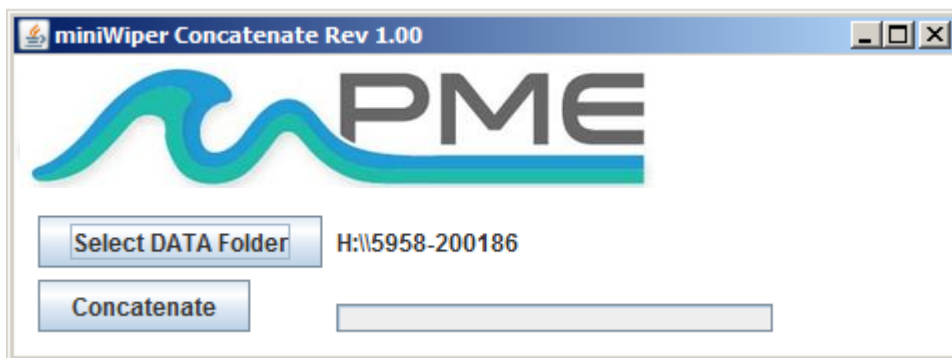 miniWiper Concatenate Rev 1.00
PME
Select DATA Folder H:\\5958-200186
Concatenate